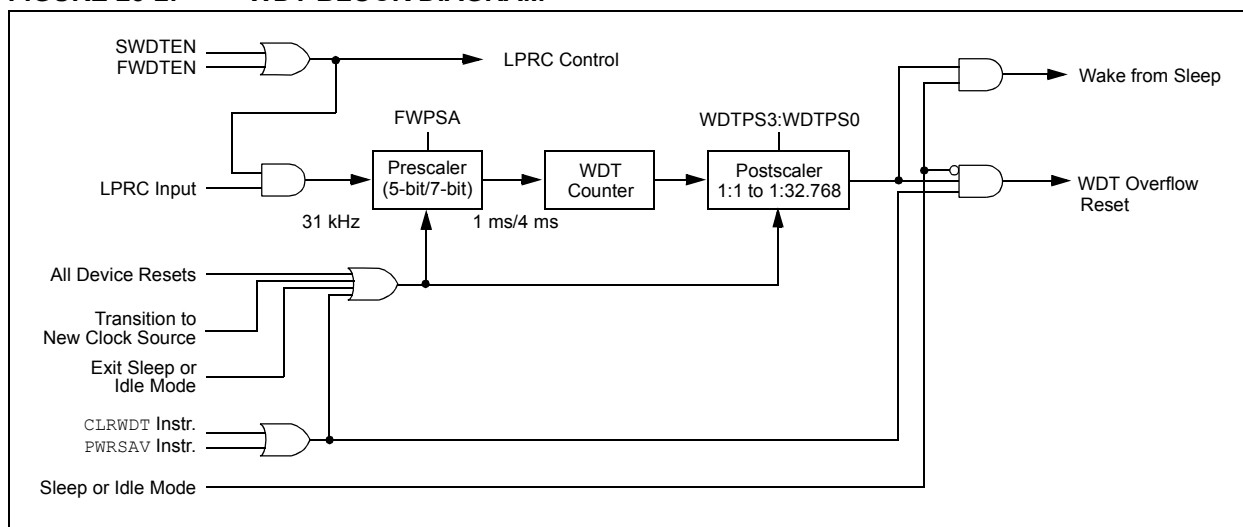 SWDTEN
FWDTEN
LPRC Control
Wake from Sleep
FWPSA
WDTPS3:WDTPS0
Prescaler
(5-bit/7-bit)
WDT
Counter
Postscaler
1:1 to 1:32.768
LPRC Input
WDT Overflow
Reset
31 kHz
1 ms/4 ms
All Device Resets
Transition to
New Clock Source
Exit Sleep or
Idle Mode
CLRWDT Instr.
PWRSAV Instr.
Sleep or Idle Mode